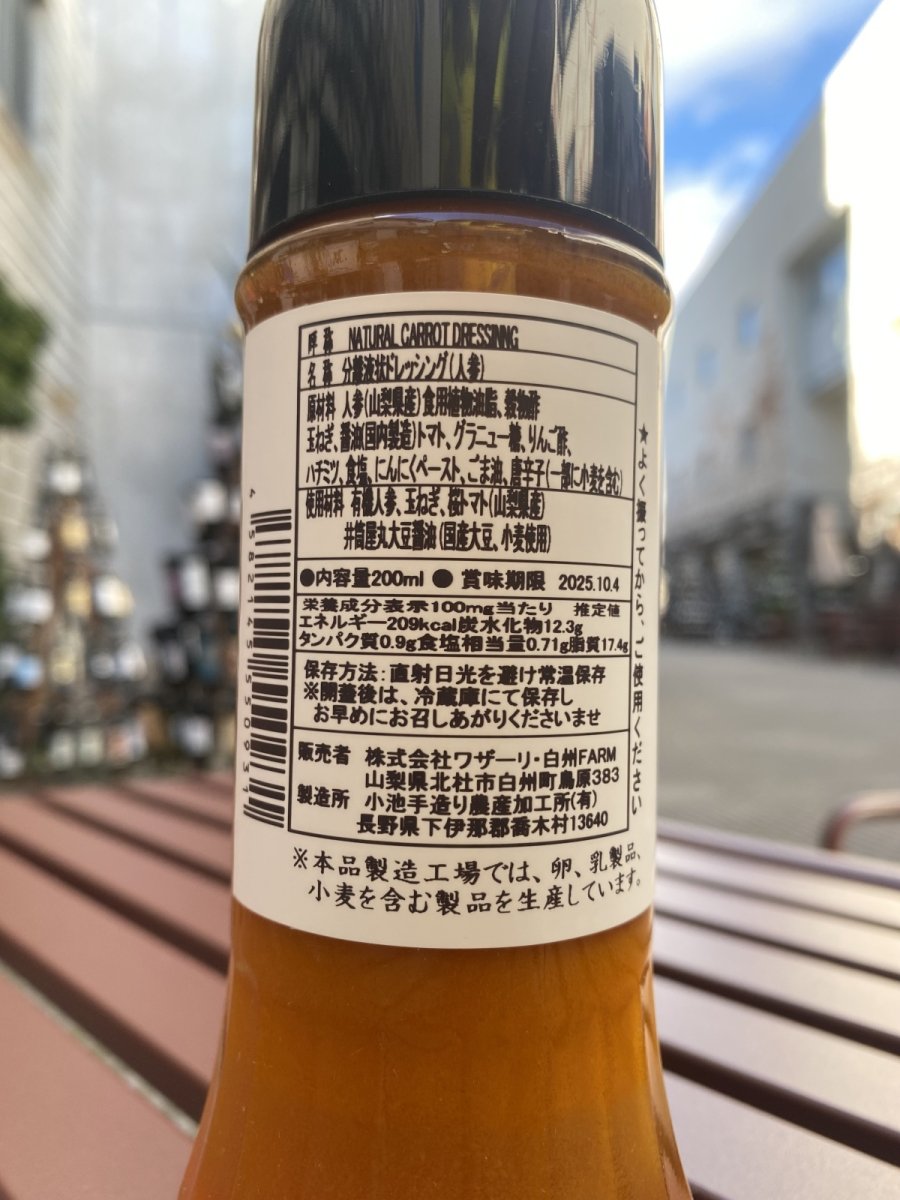 呼称 NATURAL CARROT DRESSINNG
名称 分離液状ドレッシング(人参)
原材料 人参(山梨県産)食用植物油脂、穀物酢
玉ねぎ、醤油(国内製造)トマト、グラニュー糖、りんご酢、
ハチミツ、食塩、にんにくペースト、ごま油、唐辛子(一部に小麦を含む)
使用材料 有機人参、玉ねぎ、桜トマト(山梨県産)
井筒屋丸大豆醤油(国産大豆、小麦使用)
●内容量200ml ● 賞味期限 2025.10.4
栄養成分表示100mg当たり 推定値
エネルギー209kcal炭水化物12.3g
タンパク質0.9g食塩相当量0.71g脂質17.4g
保存方法:直射日光を避け常温保存
※開蓋後は、冷蔵庫にて保存し
お早めにお召しあがりくださいませ
販売者 株式会社ワザーリ・白州FARM
山梨県北杜市白州町鳥原383
製造所 小池手造り農産加工所(有)
長野県下伊那郡喬木村13640
※本品製造工場では、卵、乳製品、
小麦を含む製品を生産しています。
★よく振ってから、ご使用ください
4582145550931